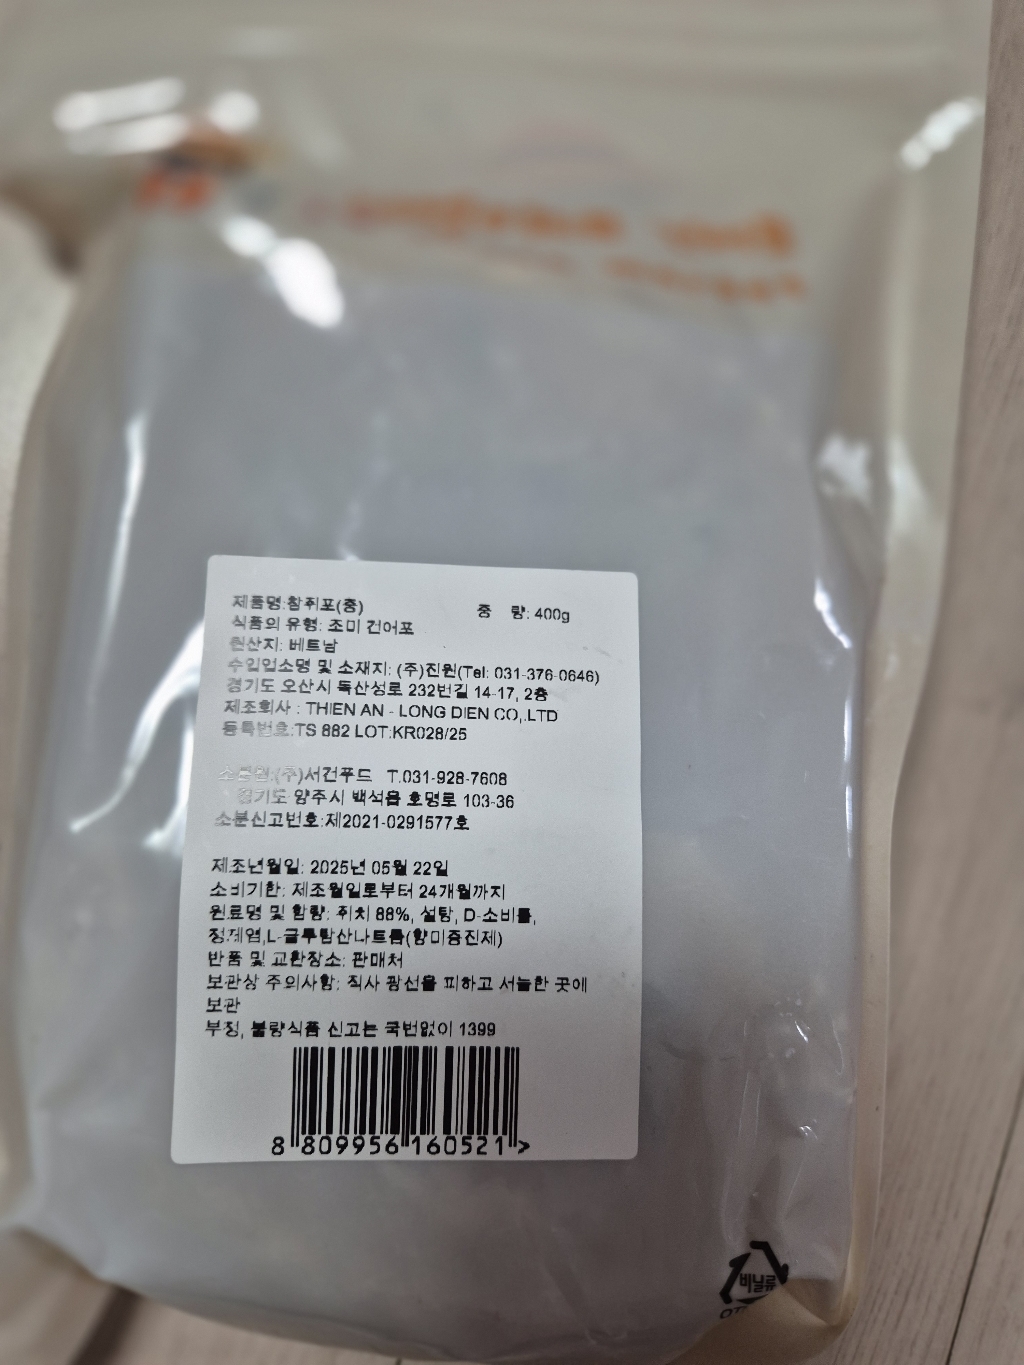 제품명:참쥐포(중) 중 량: 400g
식품의 유형: 조미 건어포
원산지: 베트남
수입업소명 및 소재지: (주)진원(Tel: 031-376-0646)
경기도 오산시 독산성로 232번길 14-17, 2층
제조회사 : THIEN AN - LONG DIEN CO,.LTD
등록번호:TS 882 LOT:KR028/25
소분원:(주)서건푸드 T.031-928-7608
경기도 양주시 백석읍 호명로 103-36
소분신고번호:제2021-0291577호
제조년월일: 2025년 05월 22일
소비기한: 제조월일로부터 24개월까지
원료명 및 함량: 쥐치 88%, 설탕, D-소비톨,
정제염,L-글루탐산나트륨(향미증진제)
반품 및 교환장소: 판매처
보관상 주의사항: 직사 광선을 피하고 서늘한 곳에
보관
부정, 불량식품 신고는 국번없이 1399
8 809956 160521 >
비닐류